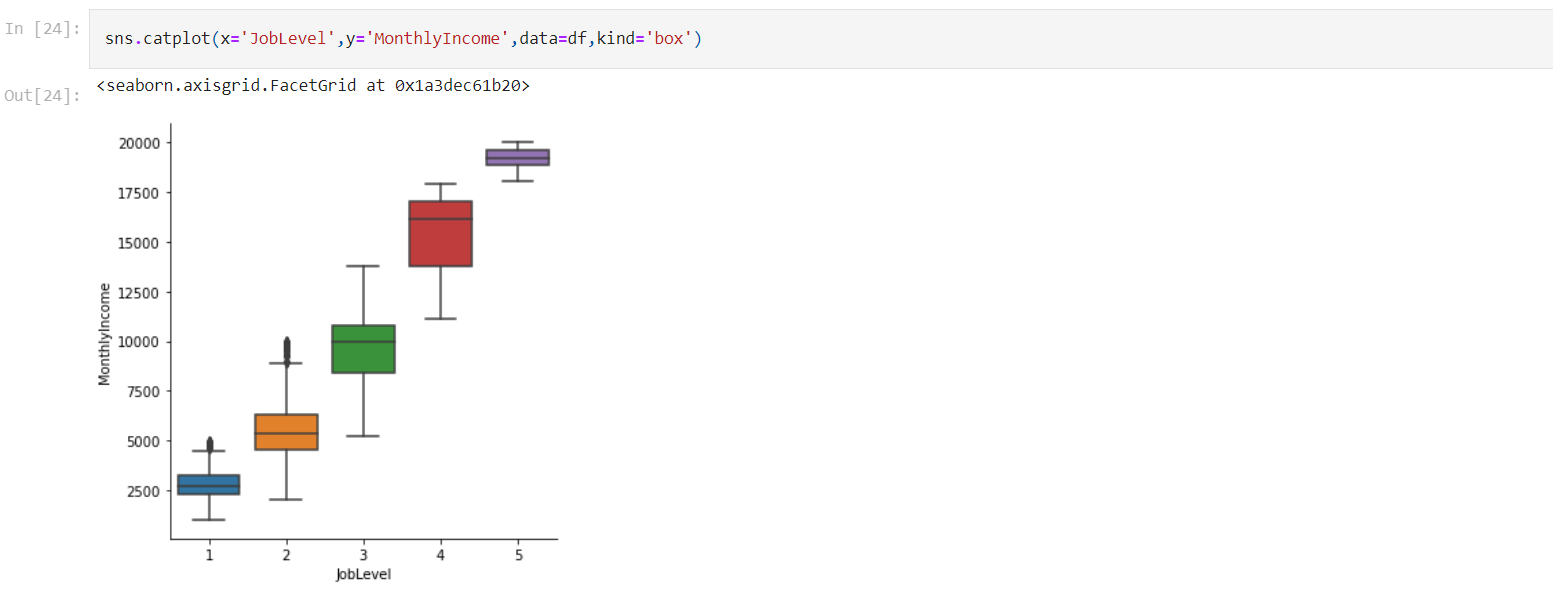 In [24]:
sns.catplot(x='JobLevel',y='MonthlyIncome',data=df,kind='box')
Out[24]:
<seaborn.axisgrid.FacetGrid at 0x1a3dec61b20>
20000
17500
15000
12500
10000
7500
5000
2500
MonthlyIncome
1 2 3 4 5
JobLevel